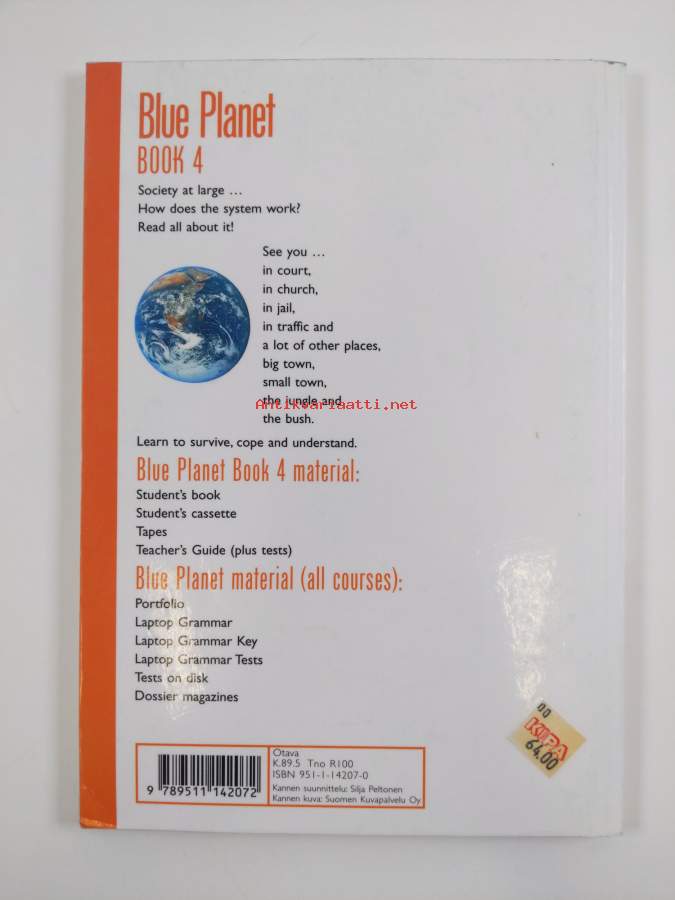 Blue Planet
BOOK 4
Society at large ...
How does the system work?
Read all about it!
See you ...
in court,
in church,
in jail,
in traffic and
a lot of other places,
big town,
small town,
the jungle and
Antikvariaatti.net
the bush.
Learn to survive, cope and understand.
Blue Planet Book 4 material:
Student's book
Student's cassette
Tapes
Teacher's Guide (plus tests)
Blue Planet material (all courses):
Portfolio
Laptop Grammar
Laptop Grammar Key
Laptop Grammar Tests
Tests on disk
Dossier magazines
00
KIPA
64.00
Otava
K.89.5 Tno R100
ISBN 951-1-14207-0
Kannen suunnittelu: Silja Peltonen
Kannen kuva: Suomen Kuvapalvelu Oy
9 789511 142072